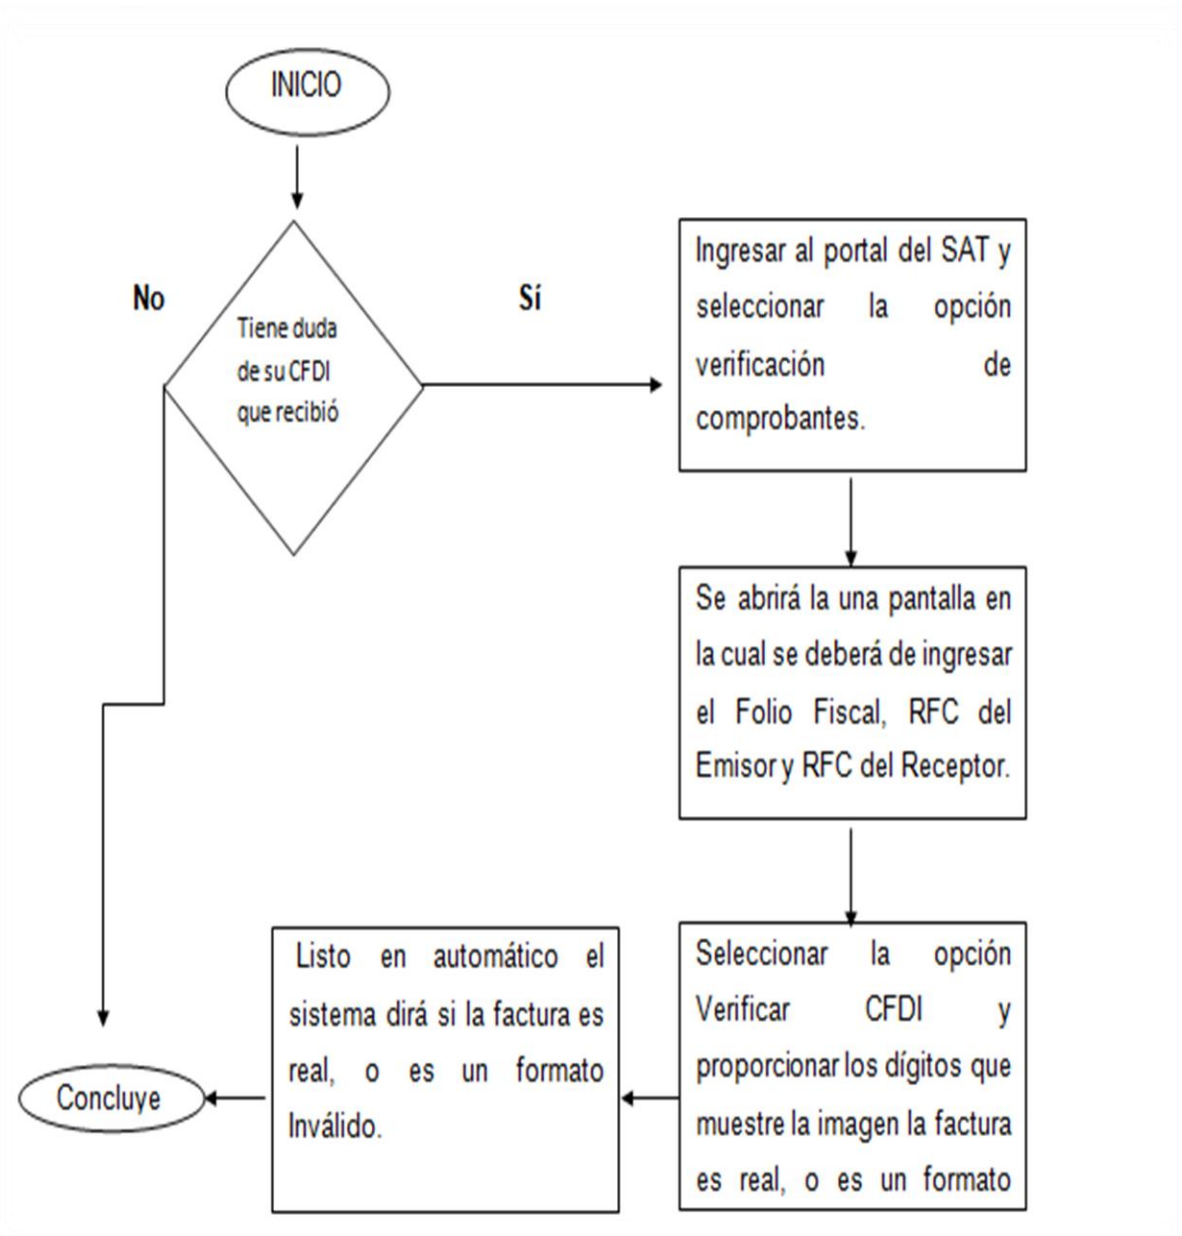 INICIO
No
Sí
Tiene duda
de su CFDI
que recibió
Ingresar al portal del SAT y
seleccionar la opción
verificación de
comprobantes.
Se abrirá la una pantalla en
la cual se deberá de ingresar
el Folio Fiscal, RFC del
Emisor y RFC del Receptor.
Seleccionar la opción
Verificar CFDI y
proporcionar los dígitos que
muestre la imagen la factura
es real, o es un formato
Listo en automático el
sistema dirá si la factura es
real, o es un formato
Inválido.
Concluye